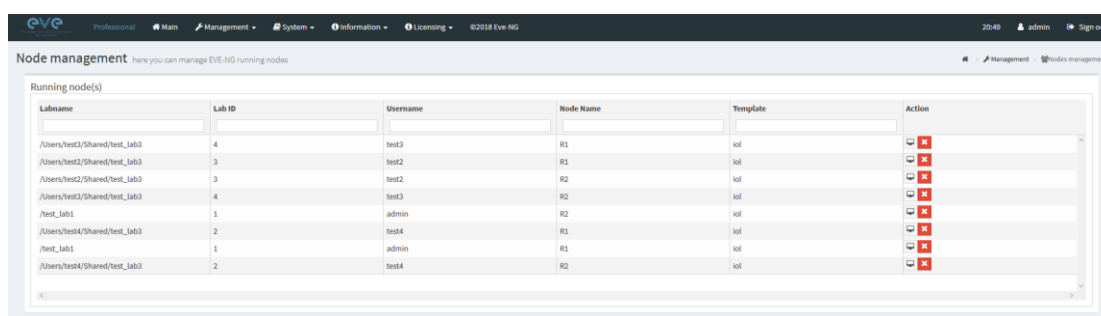 eve Professional Main Management System Information Licensing ©2018 Eve-NG 20:49 admin Sign o
Node management here you can manage EVE-NG running nodes Management Nodes manageme
Running node(s)
Labname Lab ID Username Node Name Template Action
/Users/test3/Shared/test_lab3 4 test3 R1 iol
/Users/test2/Shared/test_lab3 3 test2 R1 iol
/Users/test2/Shared/test_lab3 3 test2 R2 iol
/Users/test3/Shared/test_lab3 4 test3 R2 iol
/test_lab1 1 admin R2 iol
/Users/test4/Shared/test_lab3 2 test4 R1 iol
/test_lab1 1 admin R1 iol
/Users/test4/Shared/test_lab3 2 test4 R2 iol